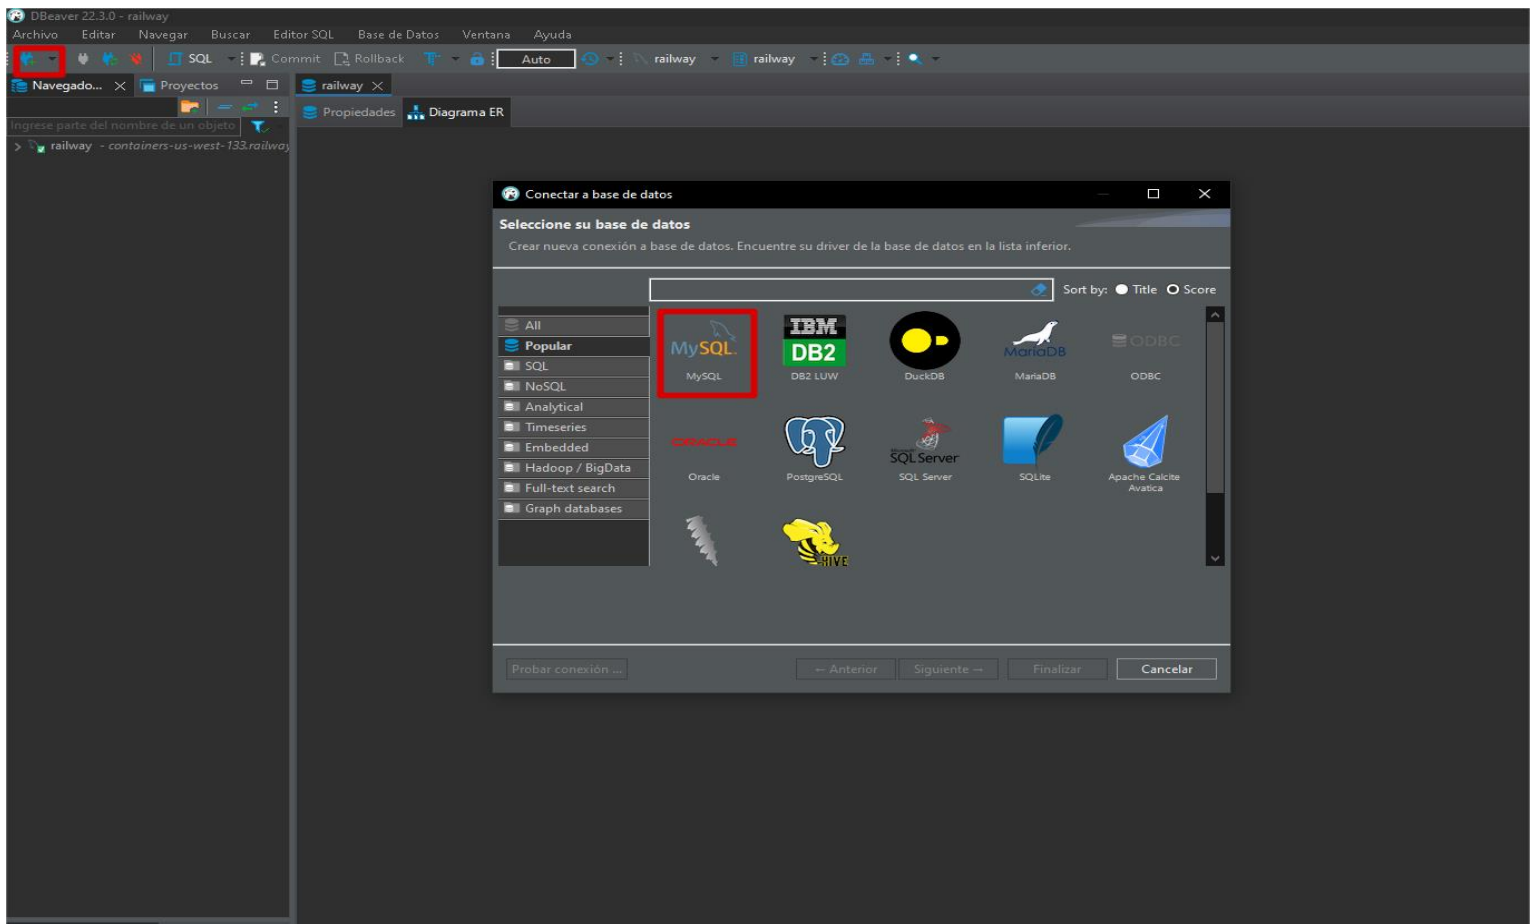 DBeaver 22.3.0 - railway
Archivo Editar Navegar Buscar Editor SQL Base de Datos Ventana Ayuda
SQL Commit Rollback Auto railway railway
Navegado... Proyectos railway
Propiedades Diagrama ER
Ingrese parte del nombre de un objeto
railway - containers-us-west-133.railway
Conectar a base de datos
Seleccione su base de datos
Crear nueva conexión a base de datos. Encuentre su driver de la base de datos en la lista inferior.
Sort by: Title Score
All
Popular
SQL
NoSQL
Analytical
Timeseries
Embedded
Hadoop / BigData
Full-text search
Graph databases
MySQL IBM DB2 MariaDB ODBC
MySQL DB2 LUW DuckDB MariaDB ODBC
ORACLE SQL Server
Oracle PostgreSQL SQL Server SQLite Apache Calcite
Avatica
HIVE
Probar conexión ... ← Anterior Siguiente → Finalizar Cancelar